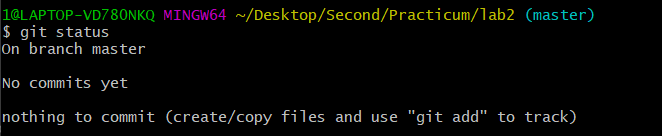 1@LAPTOP-VD780NKQ MINGW64 ~/Desktop/Second/Practicum/lab2 (master)
$ git status
On branch master
No commits yet
nothing to commit (create/copy files and use "git add" to track)